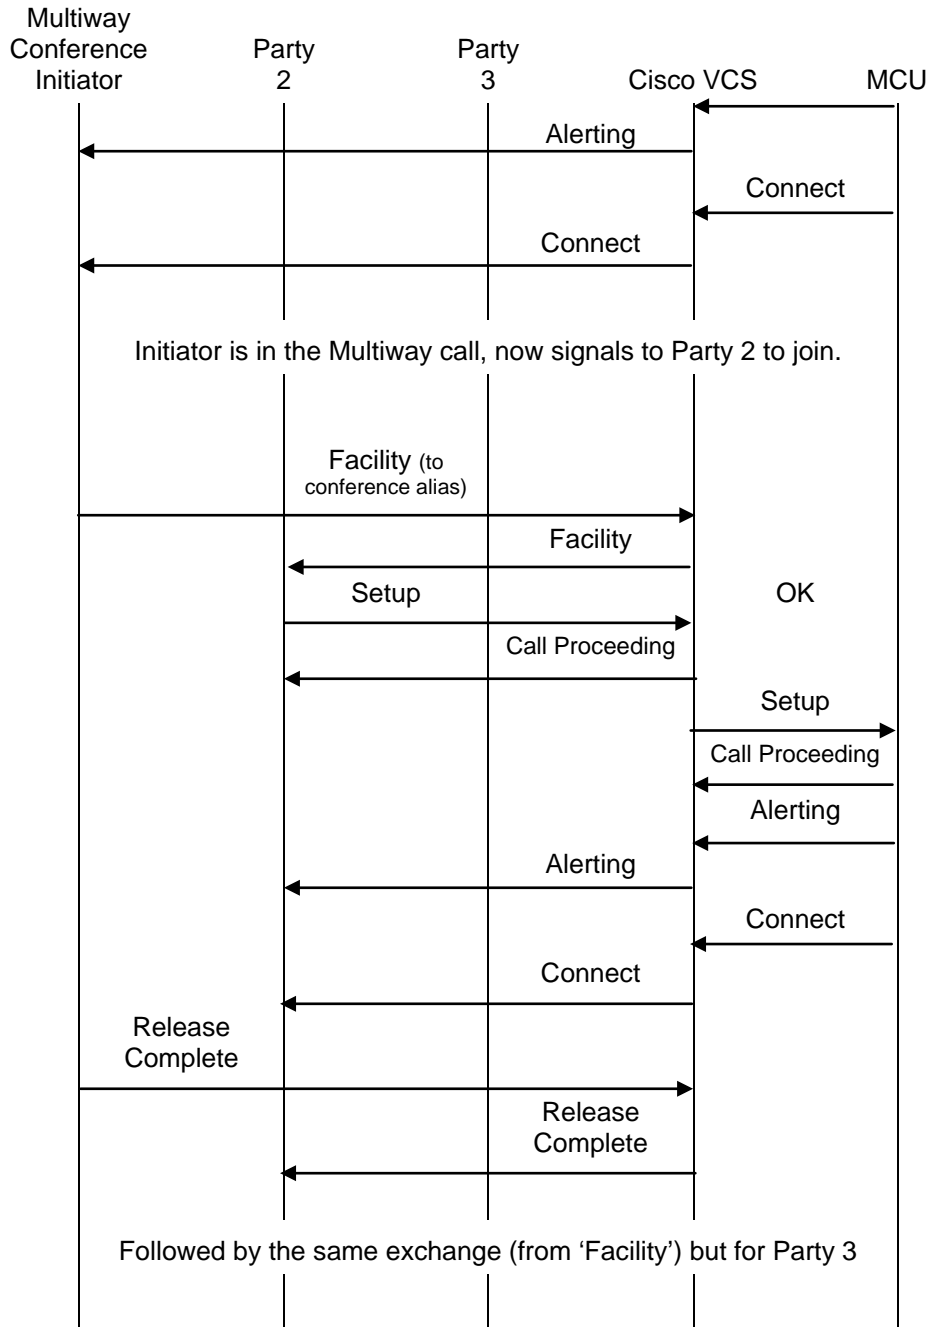 Multiway
Conference
Initiator
Party
2
Party
3
Cisco VCS
MCU
Alerting
Connect
Connect
Initiator is in the Multiway call, now signals to Party 2 to join.
Facility (to
conference alias)
Facility
Setup
OK
Call Proceeding
Setup
Call Proceeding
Alerting
Alerting
Connect
Connect
Release
Complete
Release
Complete
Followed by the same exchange (from ‘Facility’) but for Party 3